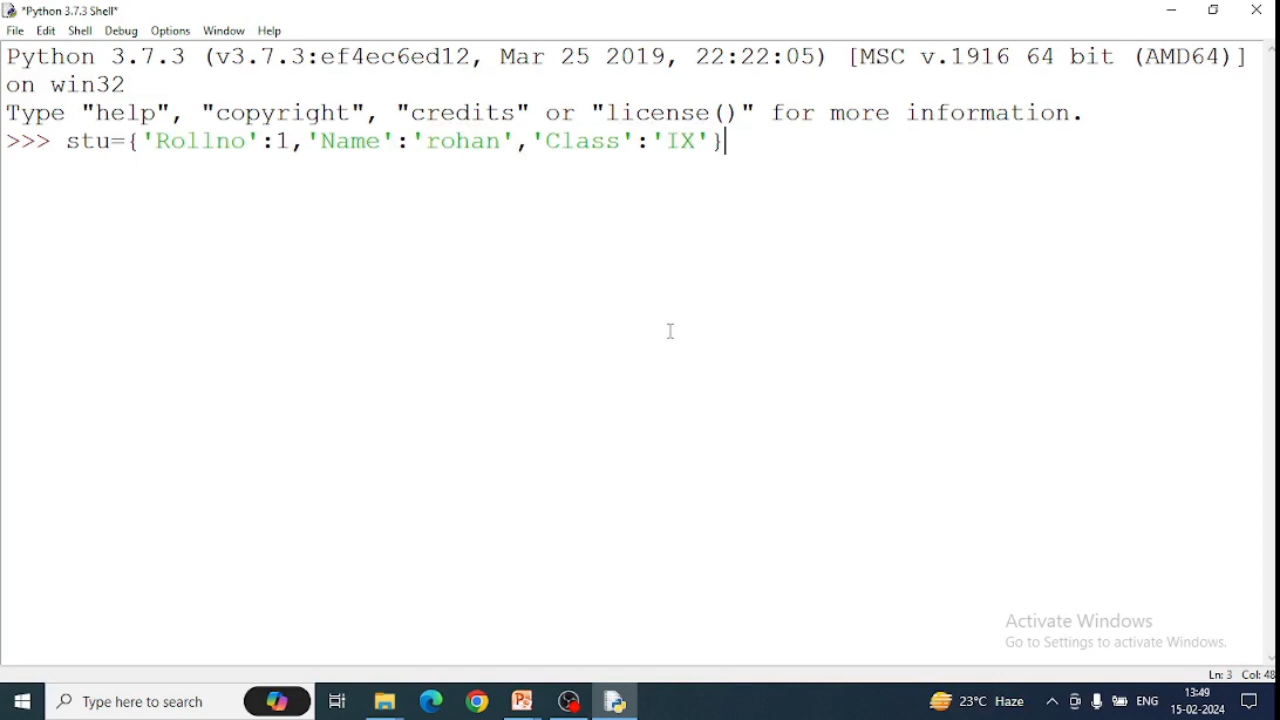 *Python 3.7.3 Shell*
File Edit Shell Debug Options Window Help
Python 3.7.3 (v3.7.3:ef4ec6ed12, Mar 25 2019, 22:22:05) [MSC v.1916 64 bit (AMD64)]
on win32
Type "help", "copyright", "credits" or "license()" for more information.
>>> stu={'Rollno':1,'Name':'rohan','Class':'IX'}
Activate Windows
Go to Settings to activate Windows.
Ln: 3 Col: 48
Type here to search
23°C Haze
ENG
13:49
15-02-2024